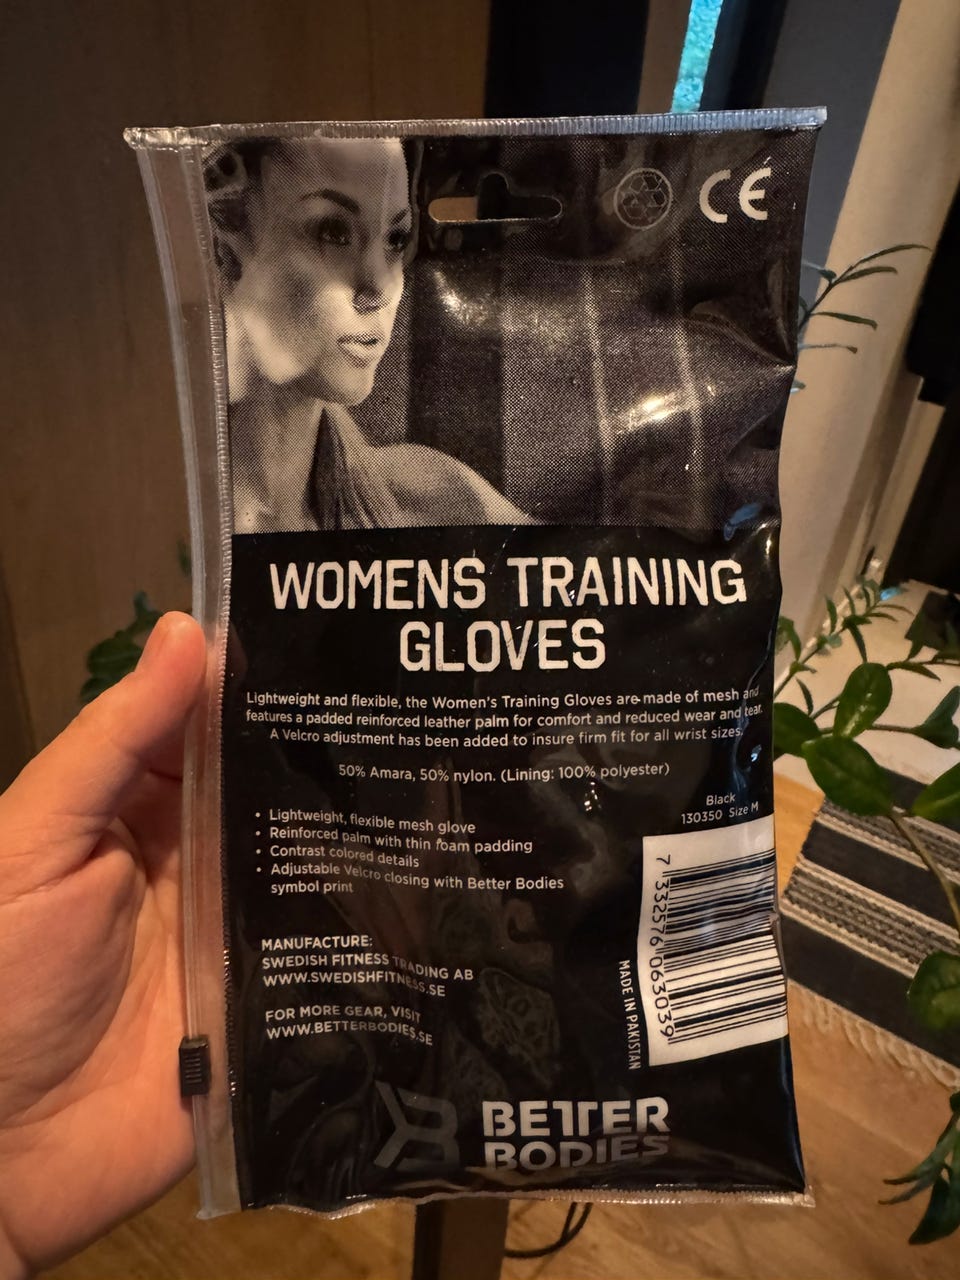 CE
WOMENS TRAINING
GLOVES
Lightweight and flexible, the Women's Training Gloves are made of mesh and
features a padded reinforced leather palm for comfort and reduced wear and tear.
A Velcro adjustment has been added to insure firm fit for all wrist sizes.
50% Amara, 50% nylon. (Lining: 100% polyester)
• Lightweight, flexible mesh glove
• Reinforced palm with thin foam padding
• Contrast colored details
• Adjustable Velcro closing with Better Bodies
symbol print
Black
130350 Size M
7 332576 063039
MADE IN PAKISTAN
MANUFACTURE:
SWEDISH FITNESS TRADING AB
WWW.SWEDISHFITNESS.SE
FOR MORE GEAR, VISIT
WWW.BETTERBODIES.SE
BETTER
BODIES